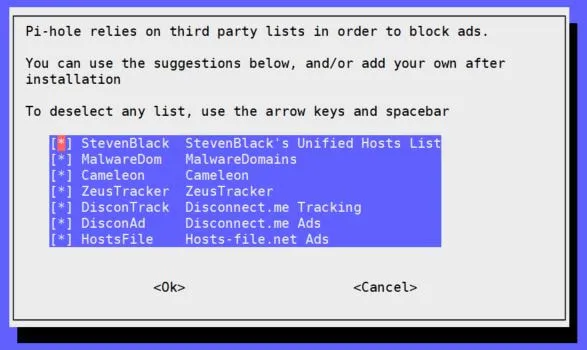 Pi-hole relies on third party lists in order to block ads.
You can use the suggestions below, and/or add your own after
installation
To deselect any list, use the arrow keys and spacebar
[*] StevenBlack  StevenBlack's Unified Hosts List
[*] MalwareDom   MalwareDomains
[*] Cameleon     Cameleon
[*] ZeusTracker  ZeusTracker
[*] DisconTrack  Disconnect.me Tracking
[*] DisconAd     Disconnect.me Ads
[*] HostsFile    Hosts-file.net Ads
<Ok>                     <Cancel>